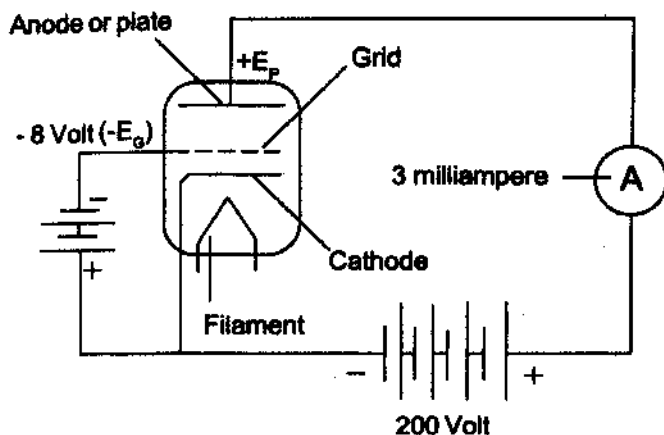 Anode or plate
+E_P
Grid
- 8 Volt (-E_G)
3 milliampere
A
−
+
Cathode
Filament
− +
200 Volt